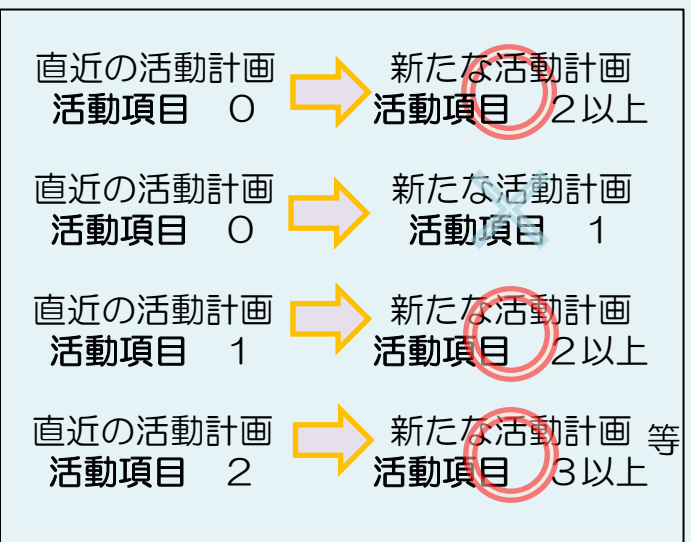 直近の活動計画 新たな活動計画
活動項目 0 活動項目 2以上
直近の活動計画 新たな活動計画
活動項目 0 活動項目 1
直近の活動計画 新たな活動計画
活動項目 1 活動項目 2以上
直近の活動計画 新たな活動計画 等
活動項目 2 活動項目 3以上